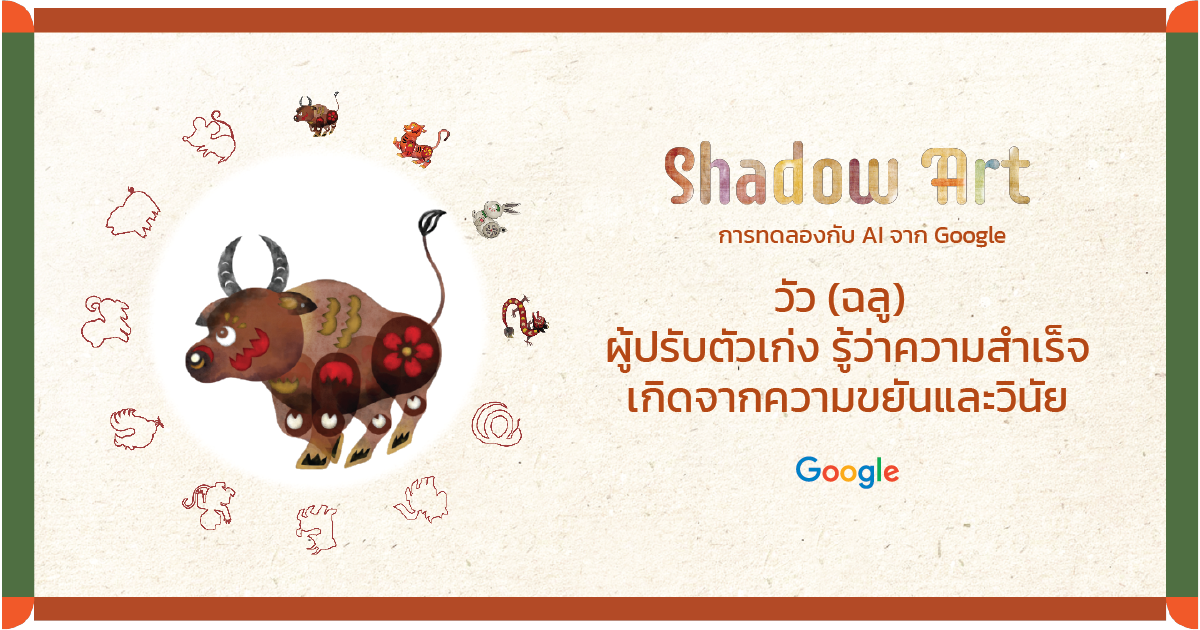 Shadow Art
การทดลองกับ AI จาก Google
วัว (ฉลู)
ผู้ปรับตัวเก่ง รู้ว่าความสำเร็จ
เกิดจากความขยันและวินัย
Google